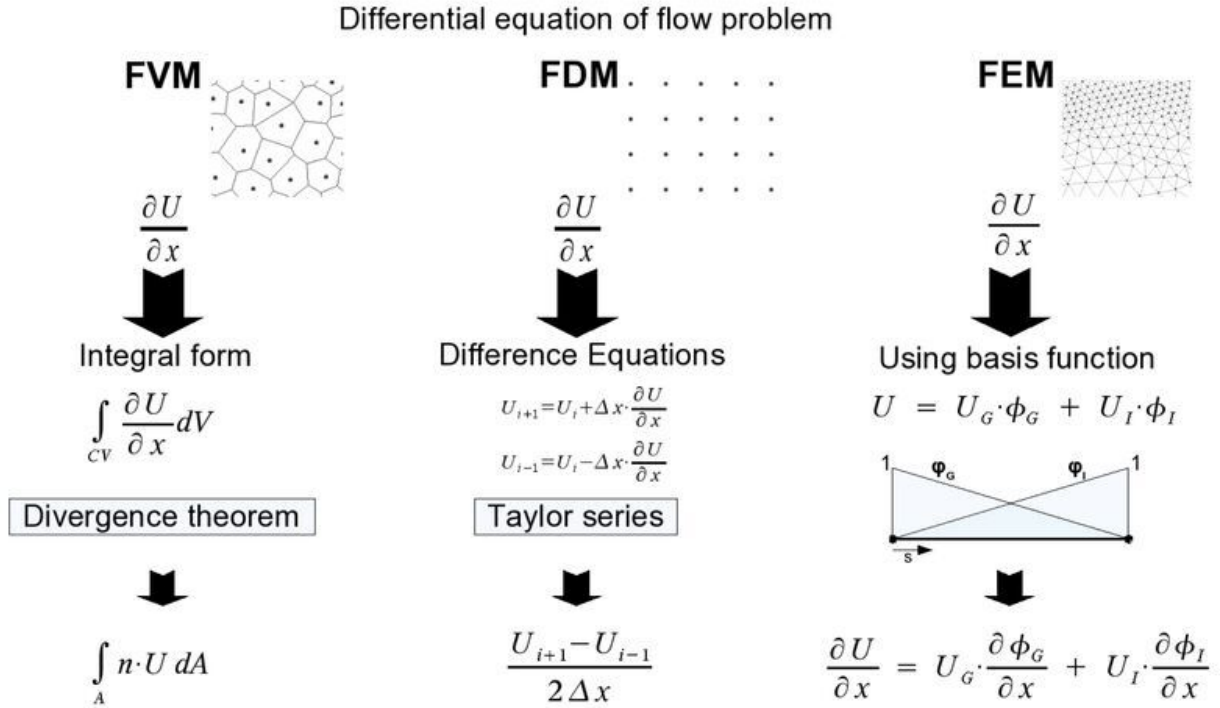 Differential equation of flow problem
FVM
∂U/∂x
Integral form
∫_CV ∂U/∂x dV
Divergence theorem
∫_A n·U dA
FDM
∂U/∂x
Difference Equations
U_{i+1}=U_i+Δx·∂U/∂x
U_{i-1}=U_i−Δx·∂U/∂x
Taylor series
(U_{i+1}−U_{i-1})/(2Δx)
FEM
∂U/∂x
Using basis function
U = U_G·ϕ_G + U_I·ϕ_I
1 φ_G φ_I 1
s
∂U/∂x = U_G·∂ϕ_G/∂x + U_I·∂ϕ_I/∂x